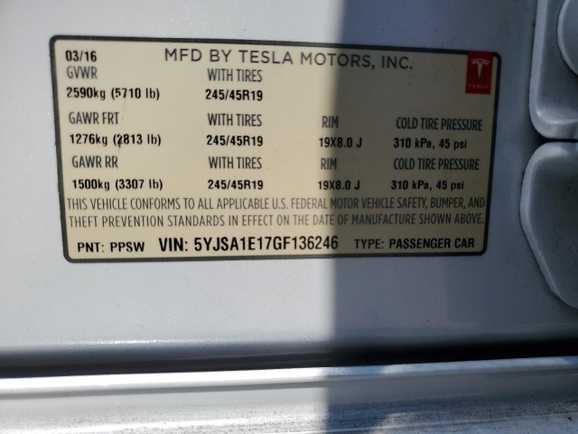 03/16 MFD BY TESLA MOTORS, INC.
GVWR WITH TIRES TESLA
2590kg (5710 lb) 245/45R19
GAWR FRT WITH TIRES RIM COLD TIRE PRESSURE
1276kg (2813 lb) 245/45R19 19X8.0 J 310 kPa, 45 psi
GAWR RR WITH TIRES RIM COLD TIRE PRESSURE
1500kg (3307 lb) 245/45R19 19X8.0 J 310 kPa, 45 psi
THIS VEHICLE CONFORMS TO ALL APPLICABLE U.S. FEDERAL MOTOR VEHICLE SAFETY, BUMPER, AND
THEFT PREVENTION STANDARDS IN EFFECT ON THE DATE OF MANUFACTURE SHOWN ABOVE.
PNT: PPSW VIN: 5YJSA1E17GF136246 TYPE: PASSENGER CAR